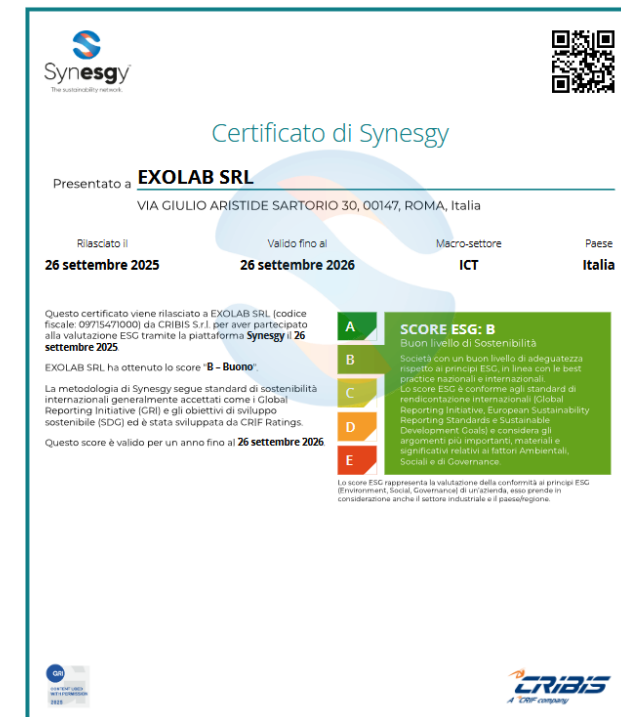 Synesgy
The sustainability network.
Certificato di Synesgy
Presentato a EXOLAB SRL
VIA GIULIO ARISTIDE SARTORIO 30, 00147, ROMA, Italia
Rilasciato il Valido fino al Macro-settore Paese
26 settembre 2025 26 settembre 2026 ICT Italia
Questo certificato viene rilasciato a EXOLAB SRL (codice
fiscale: 09715471000) da CRIBIS S.r.l. per aver partecipato
alla valutazione ESG tramite la piattaforma Synesgy il 26
settembre 2025.
EXOLAB SRL ha ottenuto lo score "B – Buono".
La metodologia di Synesgy segue standard di sostenibilità
internazionali generalmente accettati come i Global
Reporting Initiative (GRI) e gli obiettivi di sviluppo
sostenibile (SDG) ed è stata sviluppata da CRIF Ratings.
Questo score è valido per un anno fino al 26 settembre 2026.
A
B
C
D
E
SCORE ESG: B
Buon livello di Sostenibilità
Società con un buon livello di adeguatezza
rispetto ai principi ESG, in linea con le best
practice nazionali e internazionali.
Lo score ESG è conforme agli standard di
rendicontazione internazionali (Global
Reporting Initiative, European Sustainability
Reporting Standards e Sustainable
Development Goals) e considera gli
argomenti più importanti, materiali e
significativi relativi ai fattori Ambientali,
Sociali e di Governance.
Lo score ESG rappresenta la valutazione della conformità ai principi ESG
(Environment, Social, Governance) di un'azienda, esso prende in
considerazione anche il settore industriale e il paese/regione.
GRI
CONTENT USED
WITH PERMISSION
2025
CRIBIS
A CRIF company